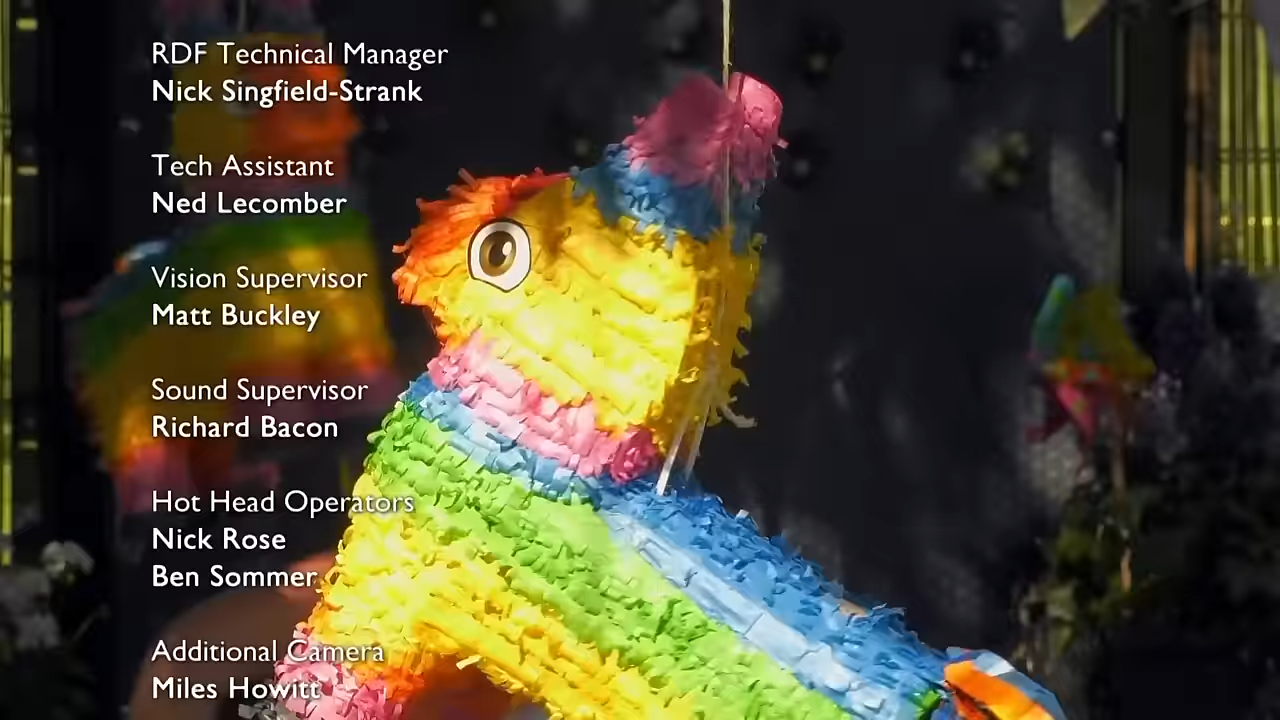 RDF Technical Manager
Nick Singfield-Strank
Tech Assistant
Ned Lecomber
Vision Supervisor
Matt Buckley
Sound Supervisor
Richard Bacon
Hot Head Operators
Nick Rose
Ben Sommer
Additional Camera
Miles Howitt